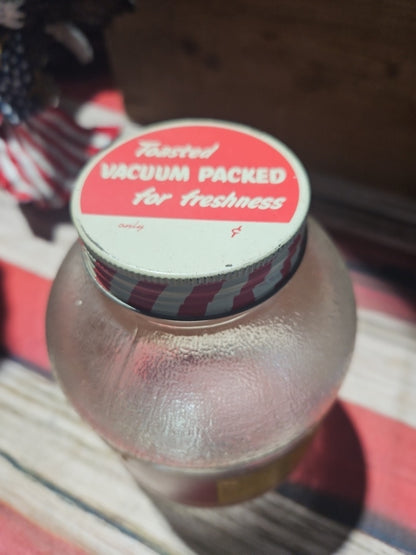 Toasted
VACUUM PACKED
for freshness
only ¢